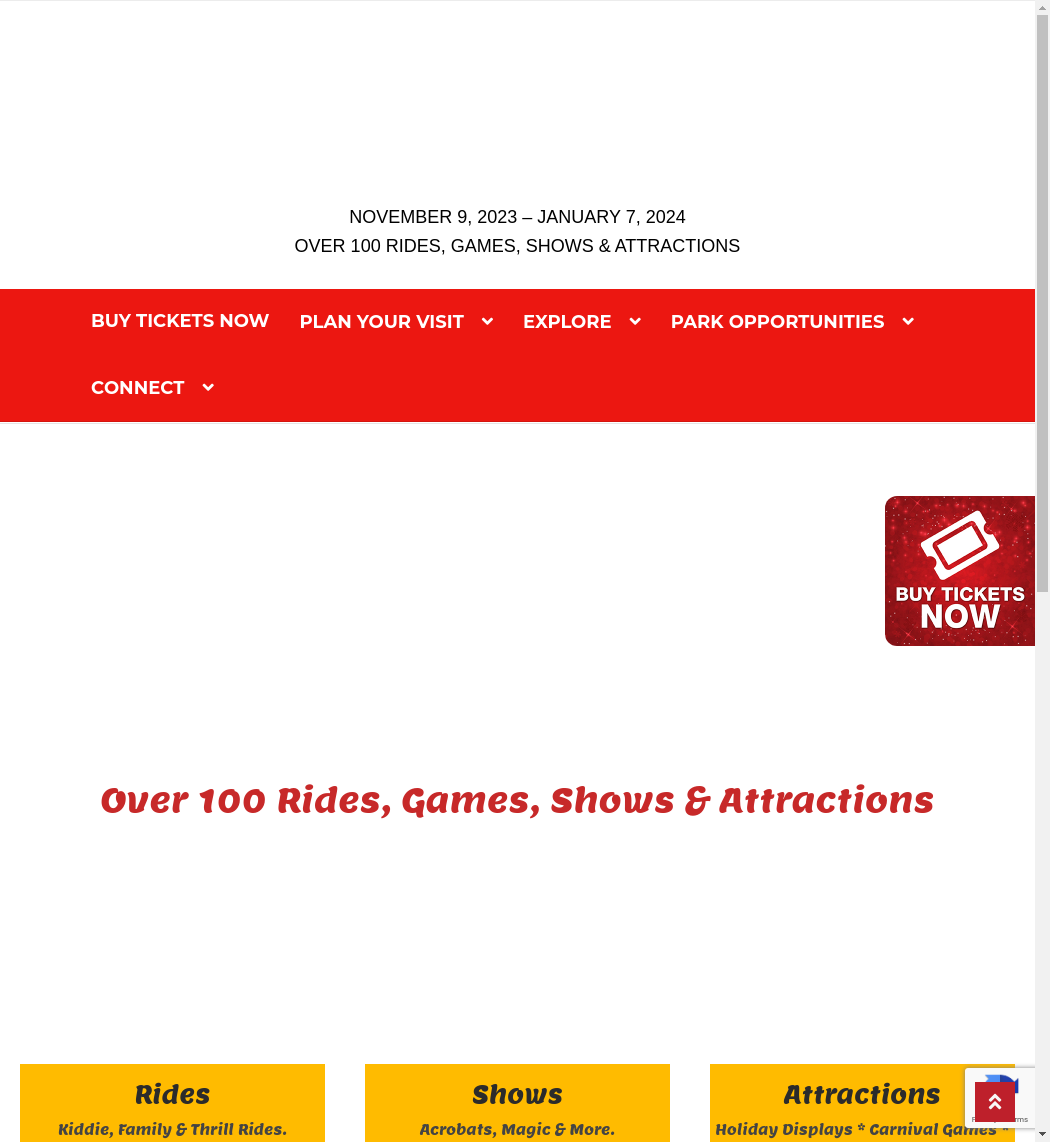 NOVEMBER 9, 2023 – JANUARY 7, 2024
OVER 100 RIDES, GAMES, SHOWS & ATTRACTIONS
BUY TICKETS NOW
PLAN YOUR VISIT
EXPLORE
PARK OPPORTUNITIES
CONNECT
BUY TICKETS
NOW
Over 100 Rides, Games, Shows & Attractions
Rides
Kiddie, Family & Thrill Rides.
Shows
Acrobats, Magic & More.
Attractions
Holiday Displays * Carnival Games *